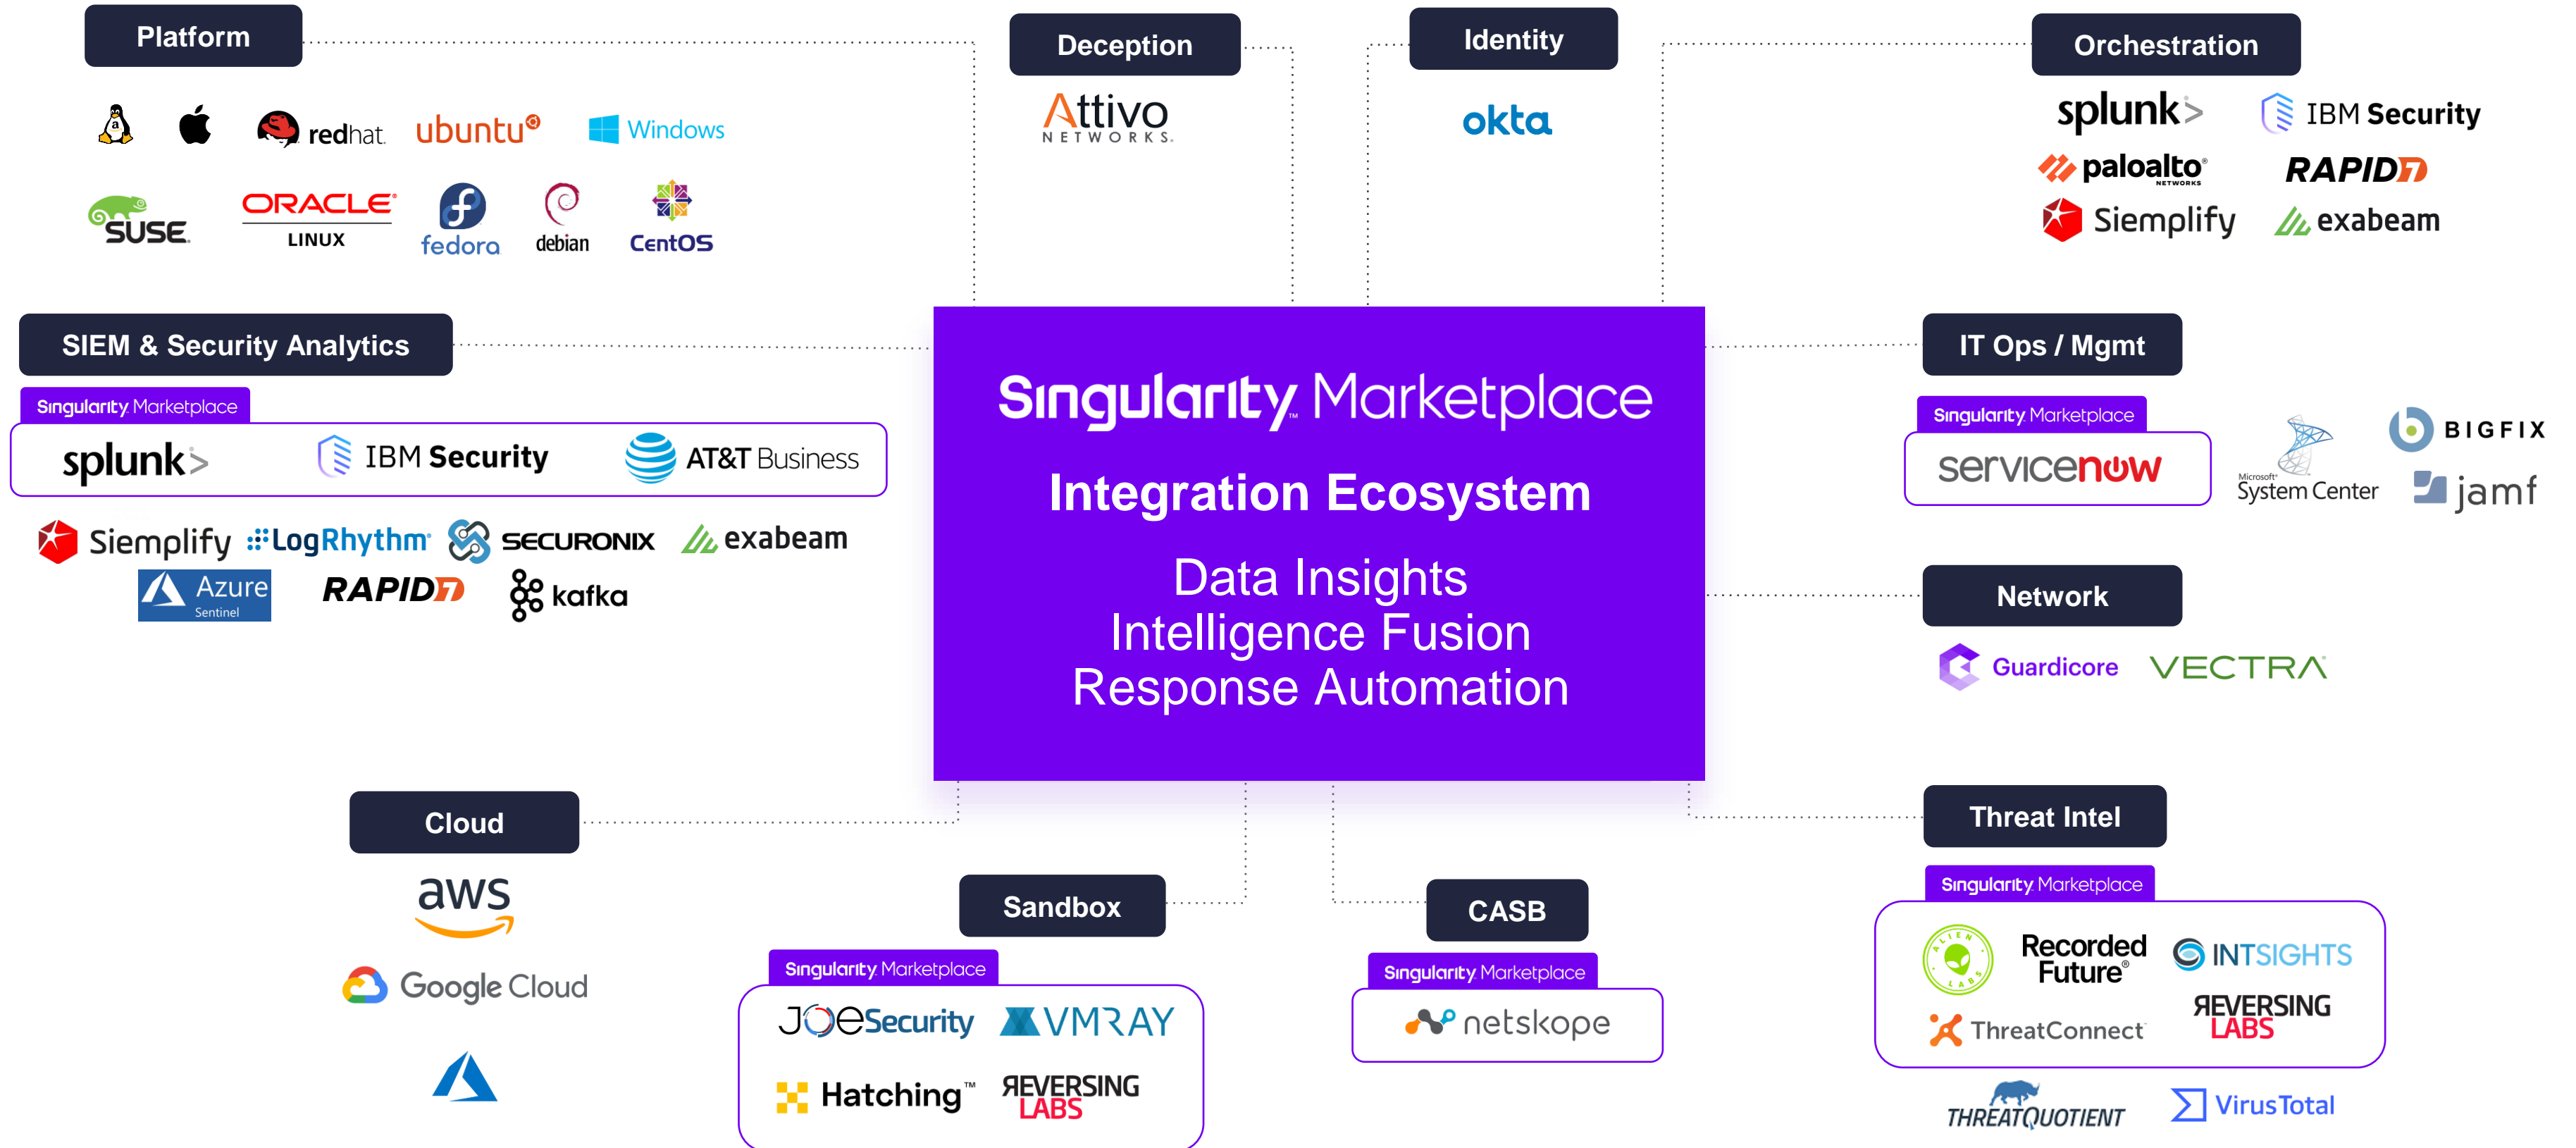 Platform
redhat.
ubuntu®
Windows
SUSE
ORACLE®
LINUX
fedora
debian
CentOS
Deception
Attivo
NETWORKS.
Identity
okta
Orchestration
splunk>
IBM Security
paloalto®
NETWORKS
RAPID7
Siemplify
exabeam
SIEM & Security Analytics
Singularity Marketplace
splunk>
IBM Security
AT&T Business
Siemplify
LogRhythm
SECURONIX
exabeam
Azure
Sentinel
RAPID7
kafka
Singularity™ Marketplace
Integration Ecosystem
Data Insights
Intelligence Fusion
Response Automation
IT Ops / Mgmt
Singularity Marketplace
servicenow
Microsoft®
System Center
BIGFIX
jamf
Network
Guardicore
VECTRA
Cloud
aws
Google Cloud
Sandbox
Singularity Marketplace
JOeSecurity
VMRAY
Hatching™
REVERSING
LABS
CASB
Singularity Marketplace
netskope
Threat Intel
Singularity Marketplace
ALIEN
LABS
Recorded
Future®
INTSIGHTS
ThreatConnect
REVERSING
LABS
THREATQUOTIENT
VirusTotal